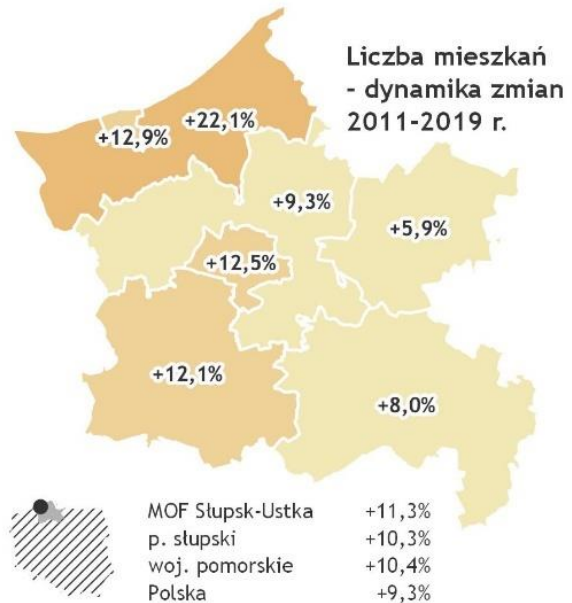 Liczba mieszkań
- dynamika zmian
2011-2019 r.
+22,1%
+12,9%
+9,3%
+5,9%
+12,5%
+12,1%
+8,0%
MOF Słupsk-Ustka +11,3%
p. słupski +10,3%
woj. pomorskie +10,4%
Polska +9,3%